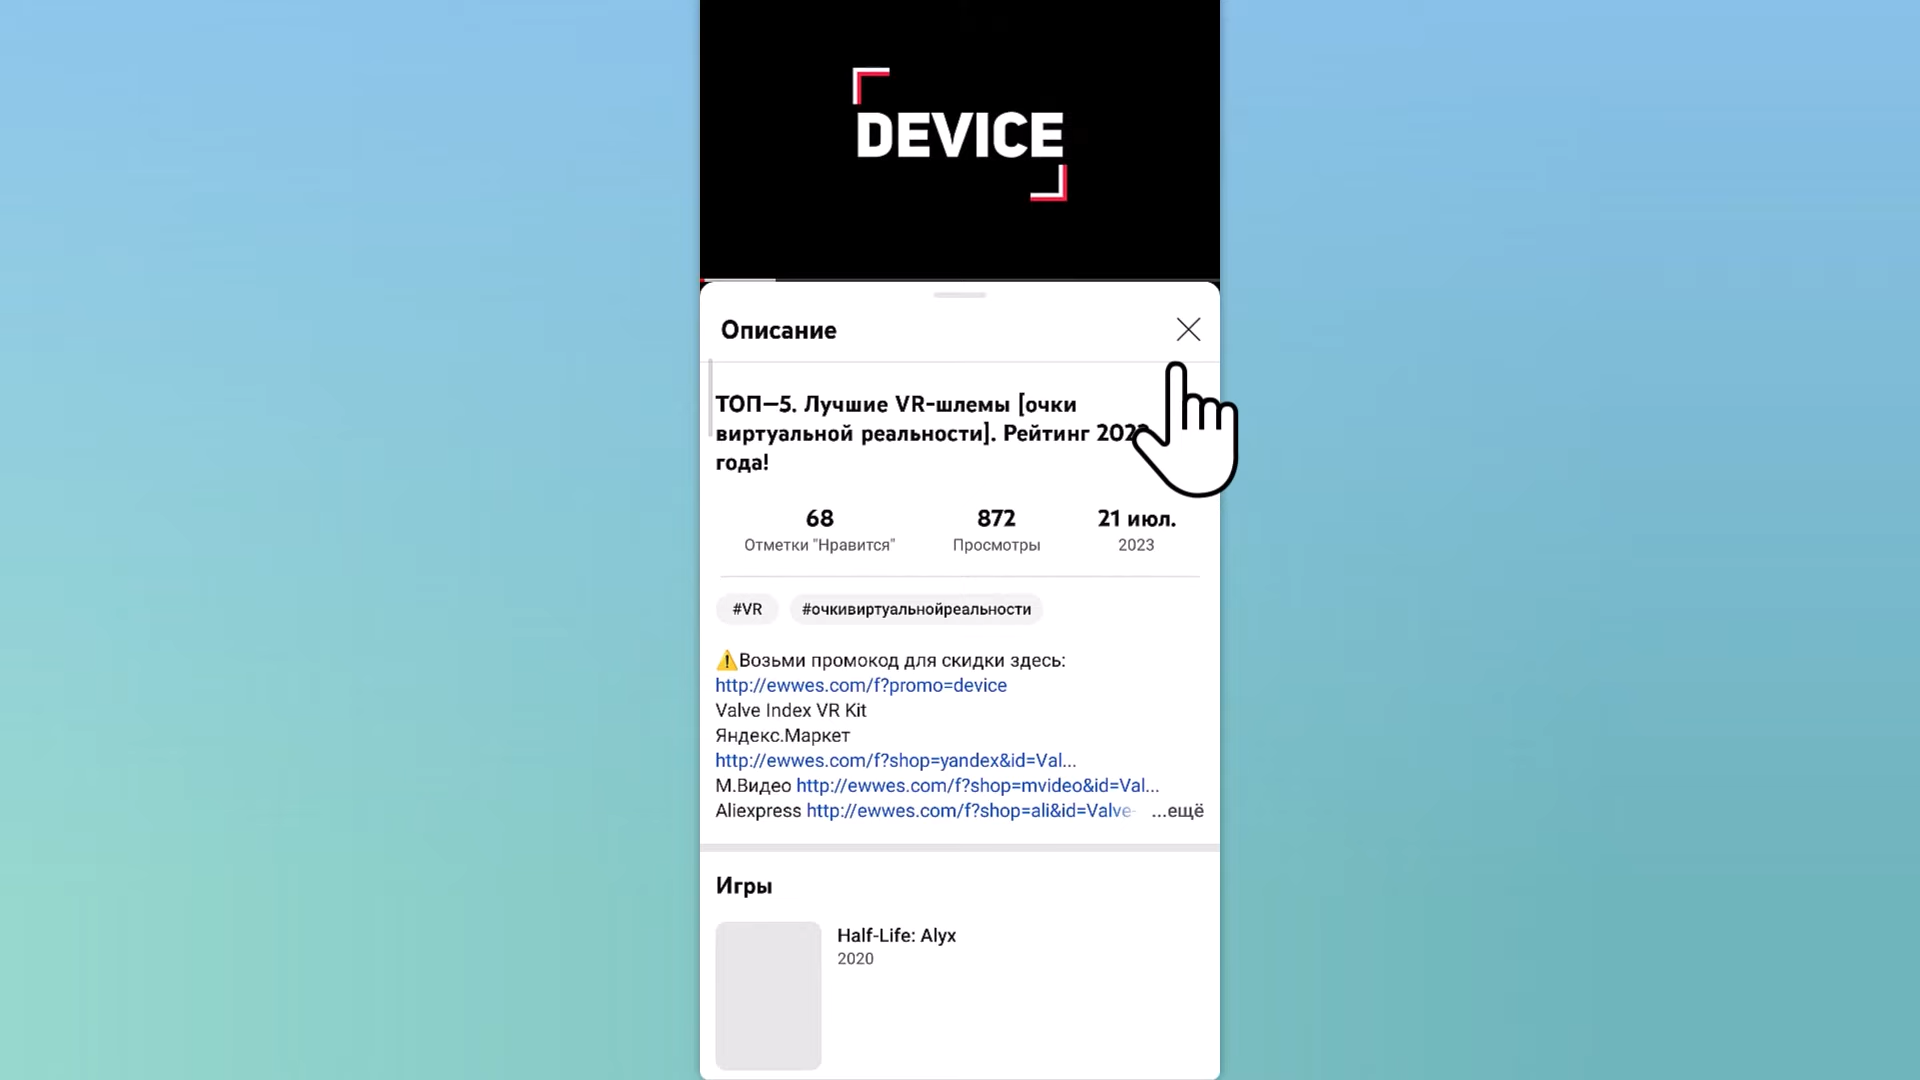 DEVICE
Описание
ТОП—5. Лучшие VR-шлемы [очки
виртуальной реальности]. Рейтинг
года!
68
Отметки "Нравится"
872
Просмотры
21 июл.
2023
#VR
#очкивиртуальнойреальности
⚠️Возьми промокод для скидки здесь:
http://ewwes.com/f?promo=device
Valve Index VR Kit
Яндекс.Маркет
http://ewwes.com/f?shop=yandex&id=Val...
М.Видео http://ewwes.com/f?shop=mvideo&id=Val...
Aliexpress http://ewwes.com/f?shop=ali&id=Valve- ...ещё
Игры
Half-Life: Alyx
2020